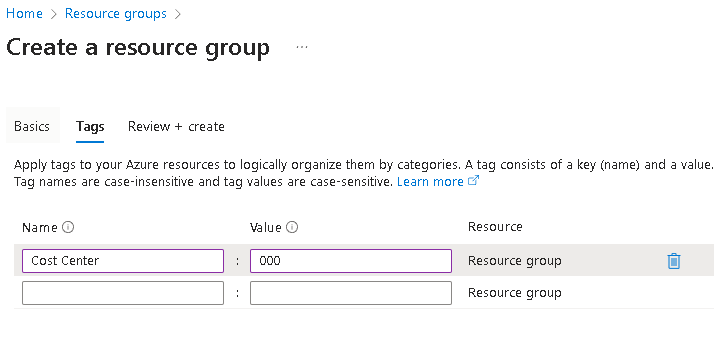 Home > Resource groups >
Create a resource group ...
Basics Tags Review + create
Apply tags to your Azure resources to logically organize them by categories. A tag consists of a key (name) and a value.
Tag names are case-insensitive and tag values are case-sensitive. Learn more
Name Value Resource
Cost Center : 000 Resource group
: Resource group